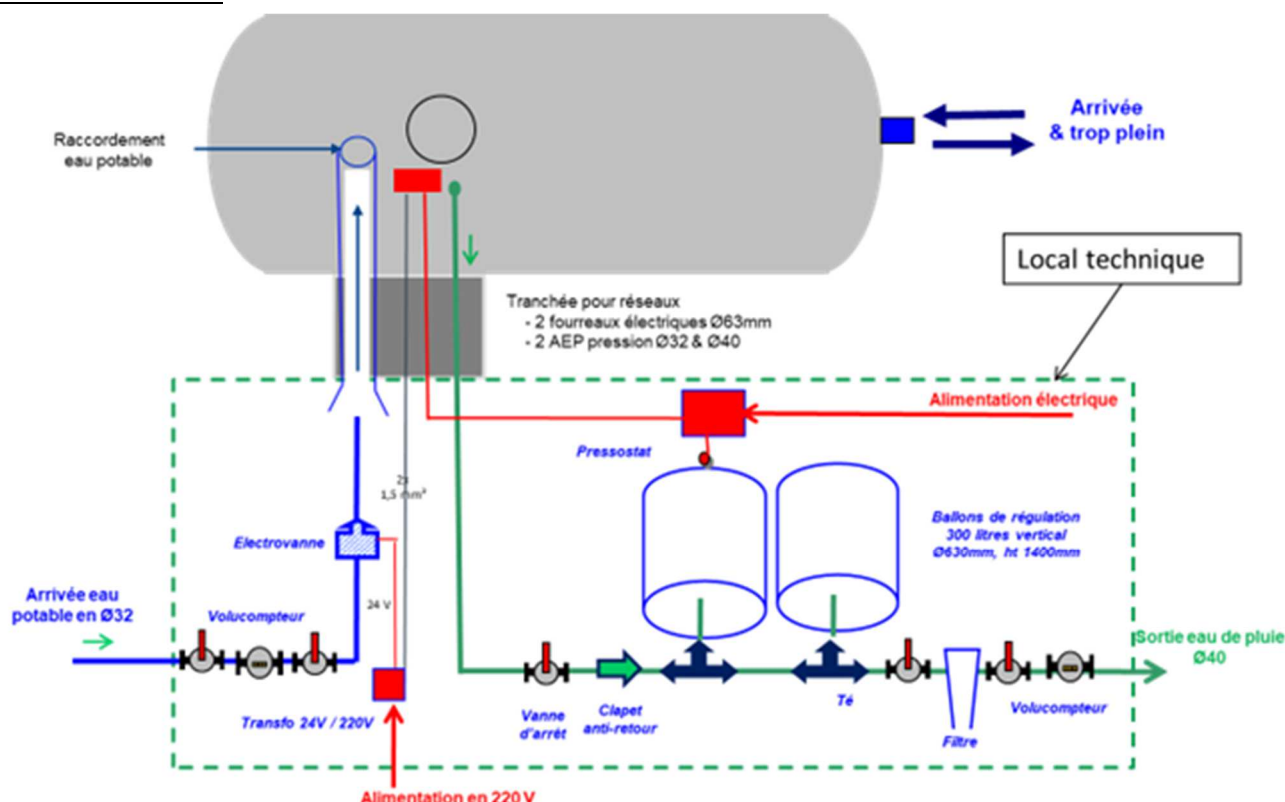 Raccordement
eau potable
Arrivée
& trop plein
Local technique
Tranchée pour réseaux
- 2 fourreaux électriques Ø63mm
- 2 AEP pression Ø32 & Ø40
Alimentation électrique
Pressostat
2x
1,5 mm²
Electrovanne
Ballons de régulation
300 litres vertical
Ø630mm, ht 1400mm
Arrivée eau
potable en Ø32
Volucompteur
24 V
Sortie eau de pluie
Ø40
Transfo 24V / 220V
Vanne
d'arrêt
Clapet
anti-retour
Té
Filtre
Volucompteur
Alimentation en 220 V